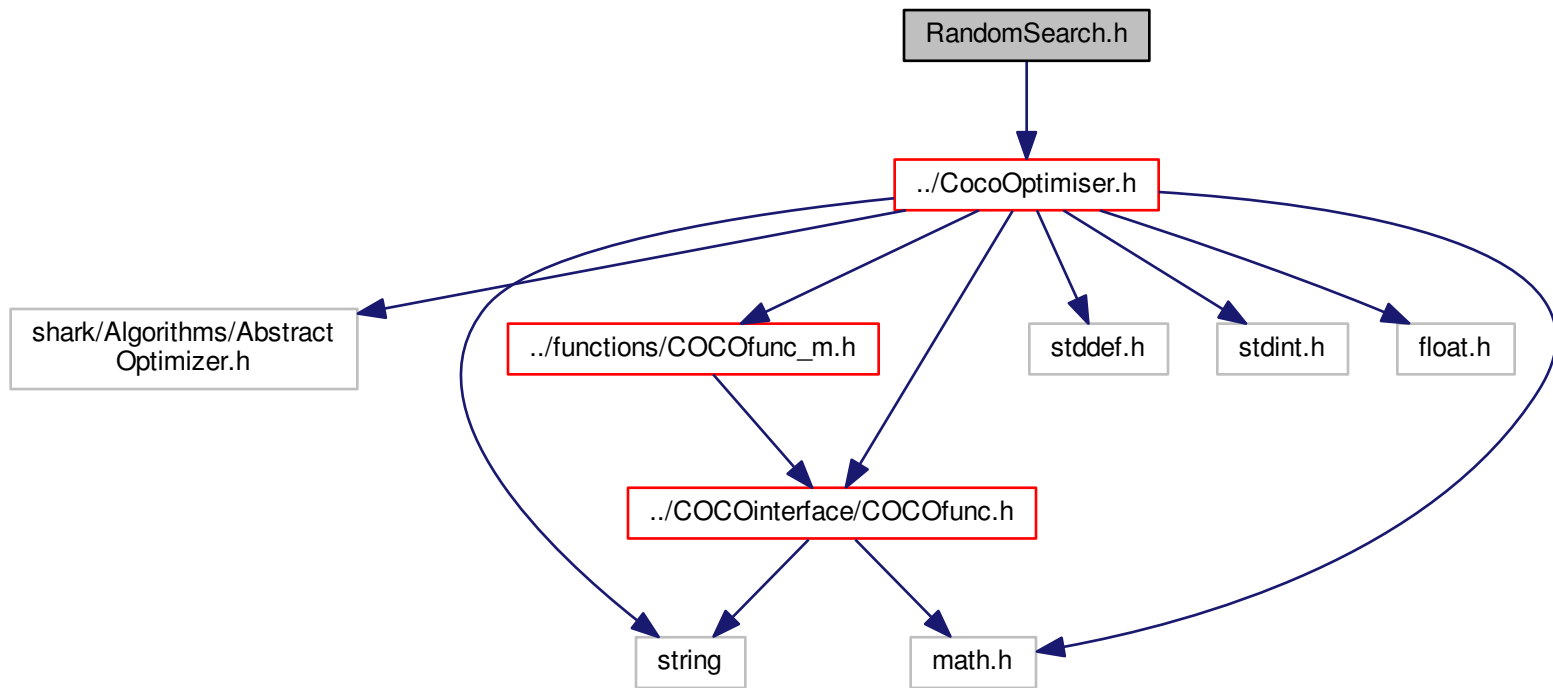 RandomSearch.h
../CocoOptimiser.h
shark/Algorithms/Abstract
Optimizer.h
../functions/COCOfunc_m.h
stddef.h
stdint.h
float.h
../COCOinterface/COCOfunc.h
string
math.h